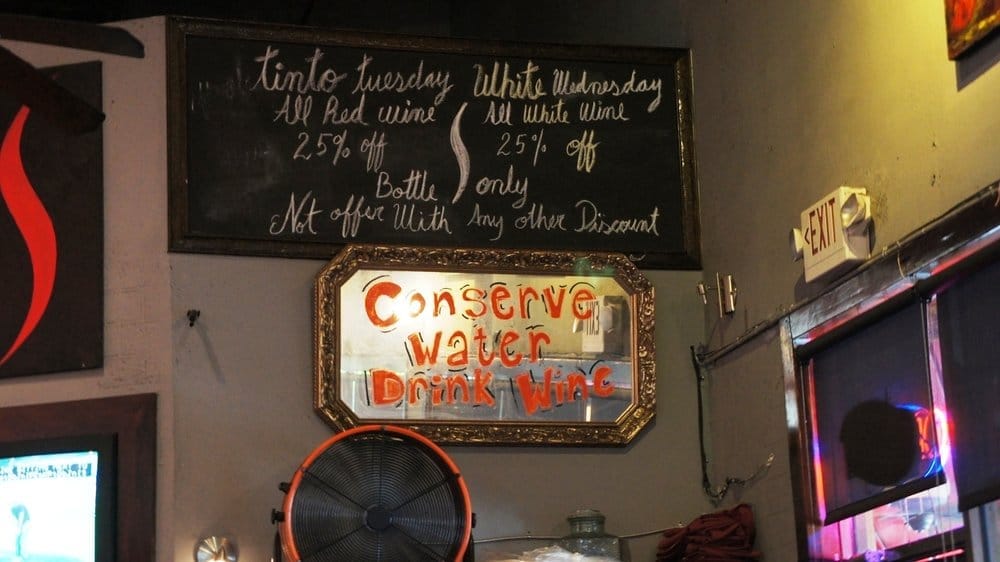 tinto tuesday White Wednesday
All Red wine All White Wine
25% off 25% off
Bottle only
Not offer With Any other Discount
Conserve
Water
Drink Wine
<EXIT